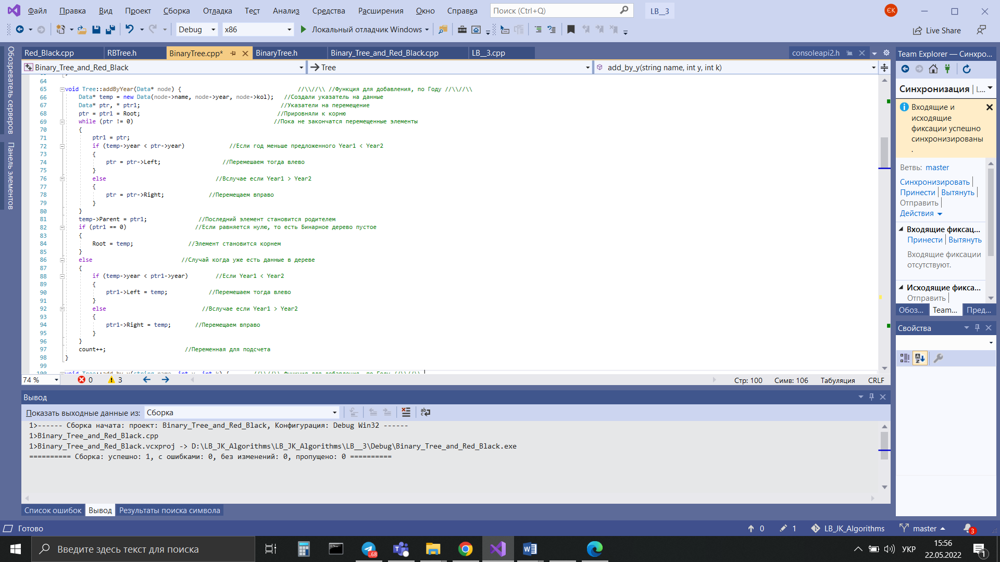 Файл Правка Вид Проект Сборка Отладка Тест Анализ Средства Расширения Окно Справка Поиск (Ctrl+Q) LB__3 ЄК
Debug x86 Локальный отладчик Windows Live Share
Обозреватель серверов
Панель элементов
Red_Black.cpp RBTree.h BinaryTree.cpp* BinaryTree.h Binary_Tree_and_Red_Black.cpp LB__3.cpp consoleapi2.h
Binary_Tree_and_Red_Black Tree add_by_y(string name, int y, int k)
64
65 void Tree::addByYear(Data* node) { //\\//\\ //Функция для добавления, по Году //\\//\\
66 Data* temp = new Data(node->name, node->year, node->kol); //Создали указатель на данные
67 Data* ptr, * ptr1; //Указатели на перемещение
68 ptr = ptr1 = Root; //Прировняли к корню
69 while (ptr != 0) //Пока не закончатся перемещенные элементы
70 {
71 ptr1 = ptr;
72 if (temp->year < ptr->year) //Если год меньше предложенного Year1 < Year2
73 {
74 ptr = ptr->Left; //Перемешаем тогда влево
75 }
76 else //Вслучае если Year1 > Year2
77 {
78 ptr = ptr->Right; //Перемещаем вправо
79 }
80 }
81 temp->Parent = ptr1; //Последний элемент становится родителем
82 if (ptr1 == 0) //Если равняется нулю, то есть Бинарное дерево пустое
83 {
84 Root = temp; //Элемент становится корнем
85 }
86 else //Случай когда уже есть данные в дереве
87 {
88 if (temp->year < ptr1->year) //Если Year1 < Year2
89 {
90 ptr1->Left = temp; //Перемешаем тогда влево
91 }
92 else //Вслучае если Year1 > Year2
93 {
94 ptr1->Right = temp; //Перемещаем вправо
95 }
96 }
97 count++; //Переменная для подсчета
98 }
99
100 void Tree::add_by_y(string name, int y, int k) { //\\//\\ Функция для добавления, по Году //\\//\\
74 % 0 3 Стр: 100 Симв: 106 Табуляция CRLF
Вывод
Показать выходные данные из: Сборка
1>------ Сборка начата: проект: Binary_Tree_and_Red_Black, Конфигурация: Debug Win32 ------
1>Binary_Tree_and_Red_Black.cpp
1>Binary_Tree_and_Red_Black.vcxproj -> D:\LB_JK_Algorithms\LB_JK_Algorithms\LB__3\Debug\Binary_Tree_and_Red_Black.exe
========== Сборка: успешно: 1, с ошибками: 0, без изменений: 0, пропущено: 0 ==========
Список ошибок Вывод Результаты поиска символа
Team Explorer — Синхро...
Синхронизация | L...
Входящие и
исходящие
фиксации успешно
синхронизированы
.
Ветвь: master
Синхронизировать
Принести Вытянуть
Отправить
Действия
Входящие фиксац...
Принести Вытянуть
Входящие фиксации
отсутствуют.
Исходящие фикса...
Отправить
Обоз... Team... Пред...
Свойства
Готово 0 1 LB_JK_Algorithms master 3
Введите здесь текст для поиска ..68 УКР 15:56
22.05.2022 1